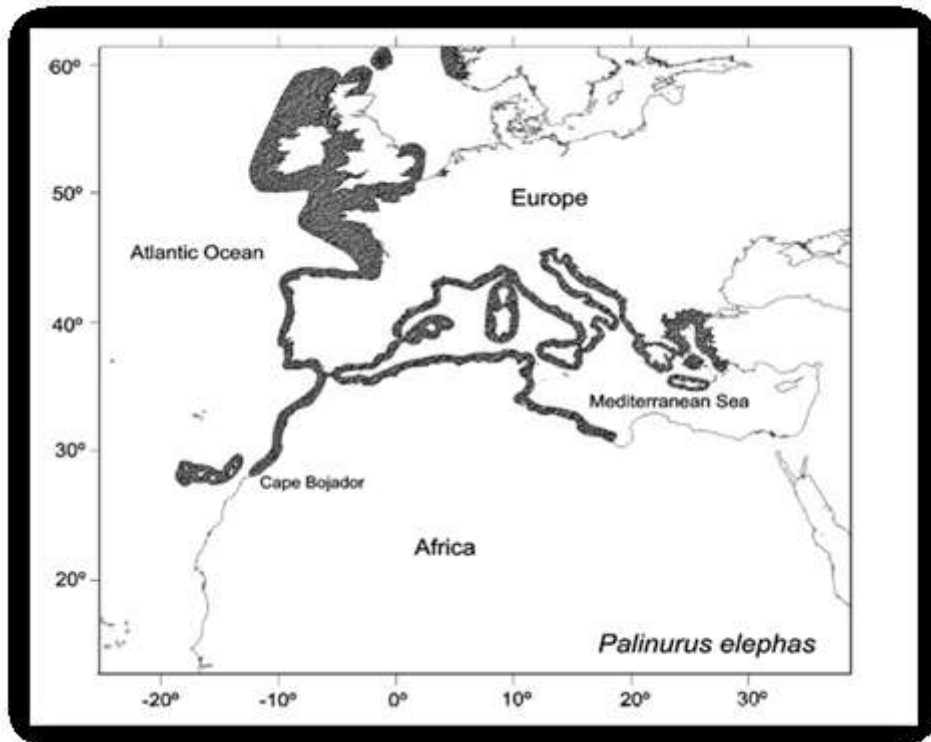 60º
50º
Europe
Atlantic Ocean
40º
Mediterranean Sea
30º
Cape Bojador
Africa
20º
Palinurus elephas
-20º -10º 0º 10º 20º 30º